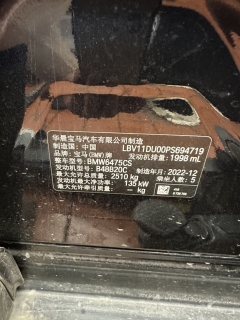 华晨宝马汽车有限公司制造
制造国：中国 LBV11DU00PS694719
品牌：宝马(BMW)牌 发动机排量：1998 mL
整车型号：BMW6475CS
发动机型号：B48B20C 制造年月：2022-12
最大允许总质量：2510 kg 乘坐人数：5
发动机最大净功率：135 kW
最大允许牵引质量：- kg